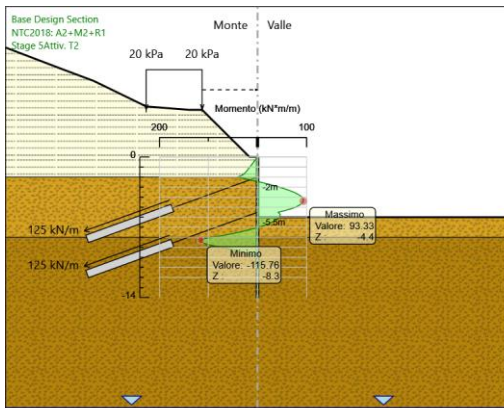 Base Design Section
NTC2018: A2+M2+R1
Stage 5Attiv. T2
Monte
Valle
20 kPa
20 kPa
Momento (kN*m/m)
200
100
0
-2m
Massimo
Valore: 93.33
Z -4.4
-5.5m
125 kN/m
Minimo
Valore: -115.76
Z -8.3
125 kN/m
-14